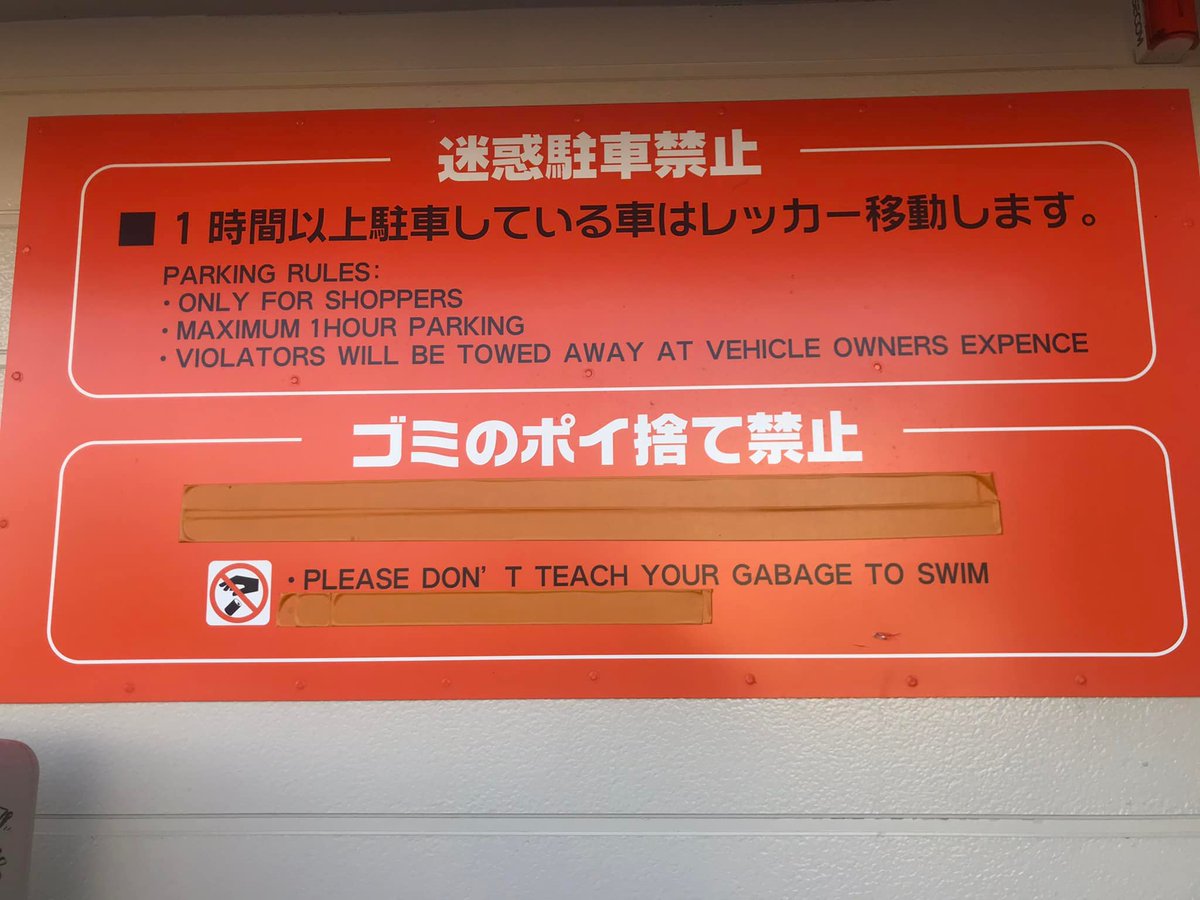 迷惑駐車禁止
■ 1時間以上駐車している車はレッカー移動します。
PARKING RULES:
・ONLY FOR SHOPPERS
・MAXIMUM 1HOUR PARKING
・VIOLATORS WILL BE TOWED AWAY AT VEHICLE OWNERS EXPENCE
ゴミのポイ捨て禁止
・PLEASE DON'T TEACH YOUR GABAGE TO SWIM
SECOM